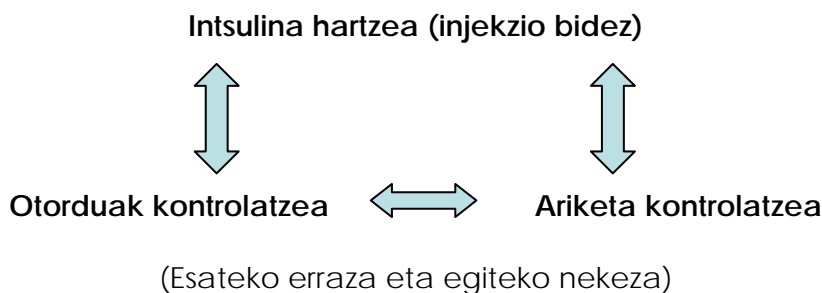 Intsulina hartzea (injekzio bidez)
Otorduak kontrolatzea
Ariketa kontrolatzea
(Esateko erraza eta egiteko nekeza)